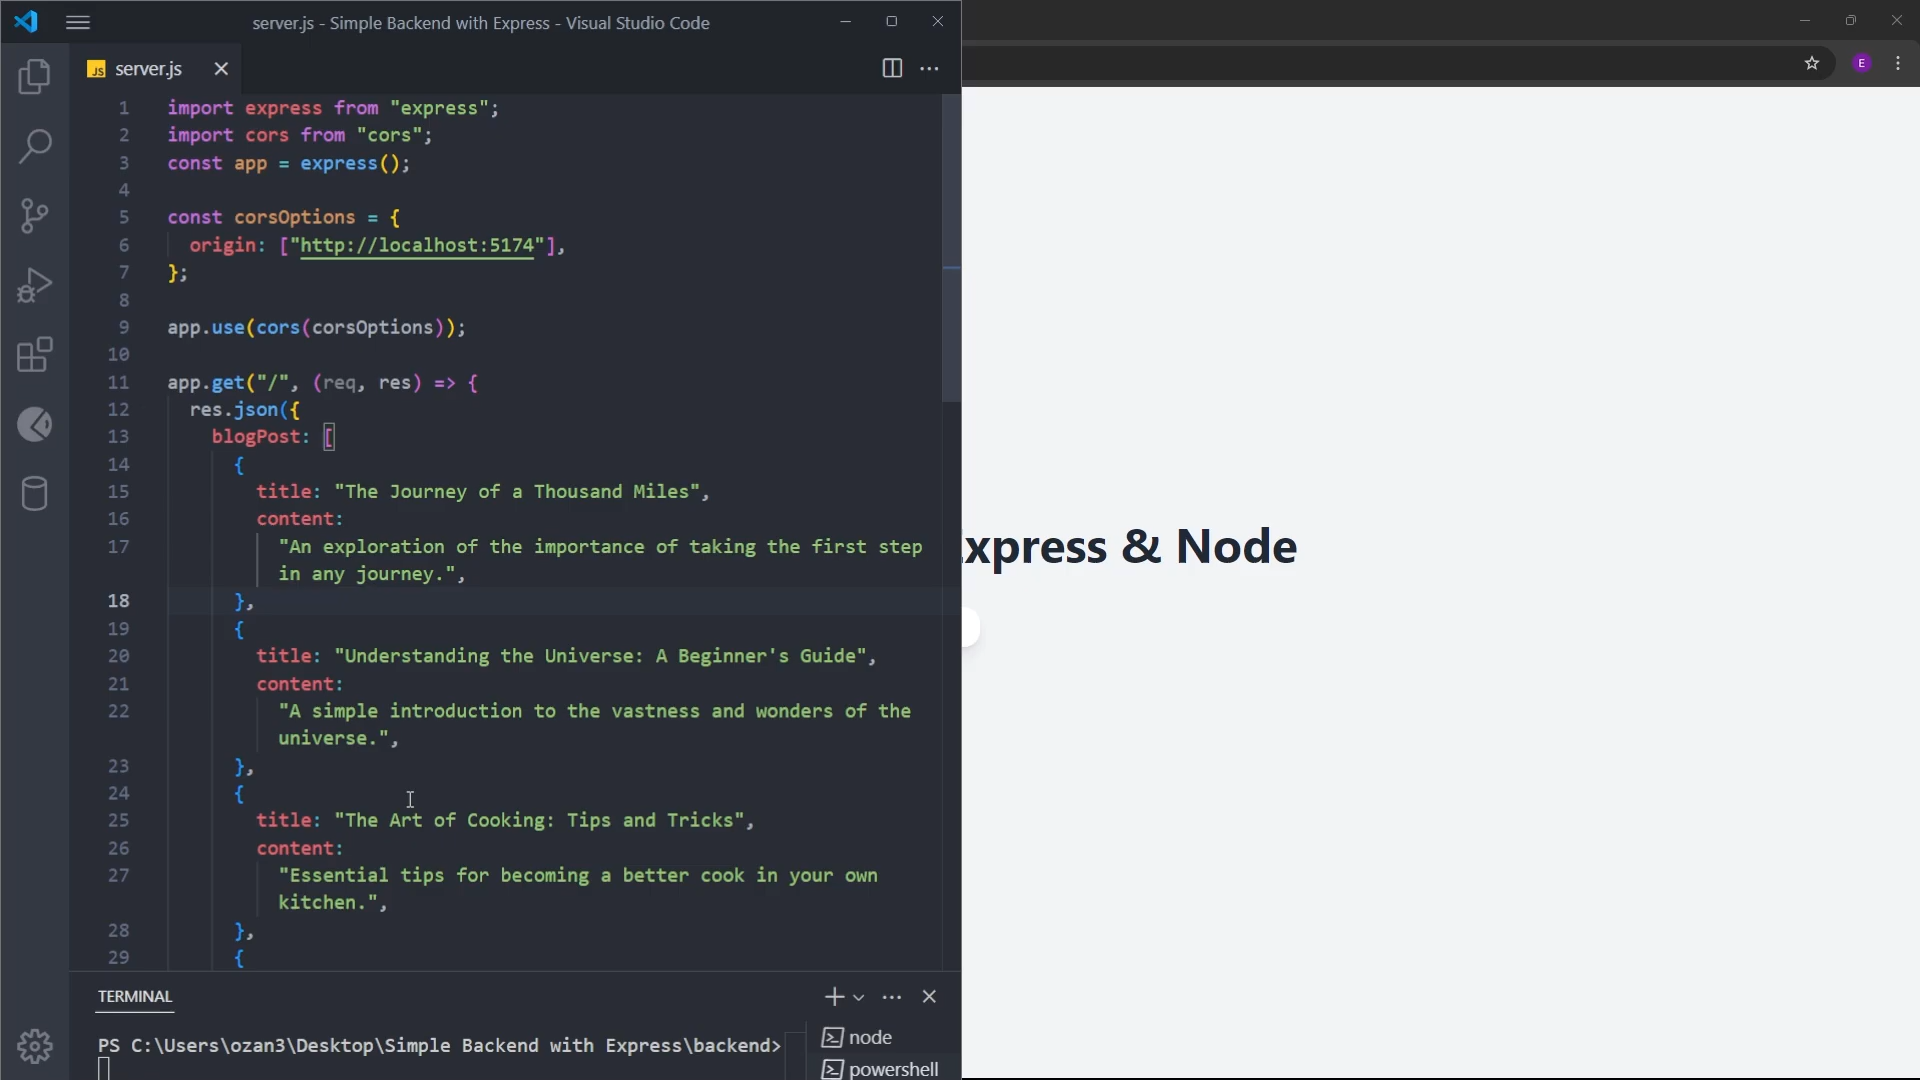 server.js - Simple Backend with Express - Visual Studio Code
JS server.js
E
1 import express from "express";
2 import cors from "cors";
3 const app = express();
4
5 const corsOptions = {
6 origin: ["http://localhost:5174"],
7 };
8
9 app.use(cors(corsOptions));
10
11 app.get("/", (req, res) => {
12 res.json({
13 blogPost: [
14 {
15 title: "The Journey of a Thousand Miles",
16 content:
17 "An exploration of the importance of taking the first step
in any journey.",
18 },
19 {
20 title: "Understanding the Universe: A Beginner's Guide",
21 content:
22 "A simple introduction to the vastness and wonders of the
universe.",
23 },
24 {
25 title: "The Art of Cooking: Tips and Tricks",
26 content:
27 "Essential tips for becoming a better cook in your own
kitchen.",
28 },
29 {
xpress & Node
TERMINAL
PS C:\Users\ozan3\Desktop\Simple Backend with Express\backend>
node
powershell